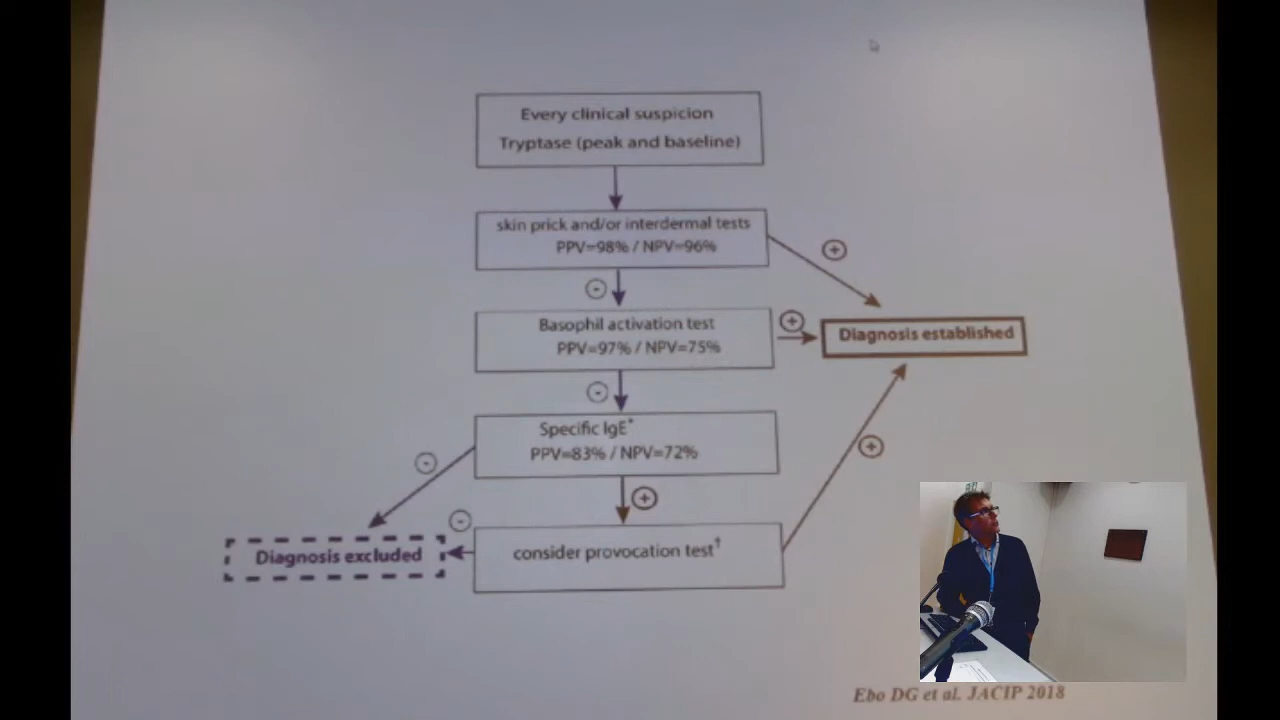 Every clinical suspicion
Tryptase (peak and baseline)
skin prick and/or interdermal tests
PPV=98% / NPV=96%
+
-
Basophil activation test
PPV=97% / NPV=75%
+
Diagnosis established
-
Specific IgE*
PPV=83% / NPV=72%
-
+
+
-
Diagnosis excluded
consider provocation test†
Ebo DG et al. JACIP 2018